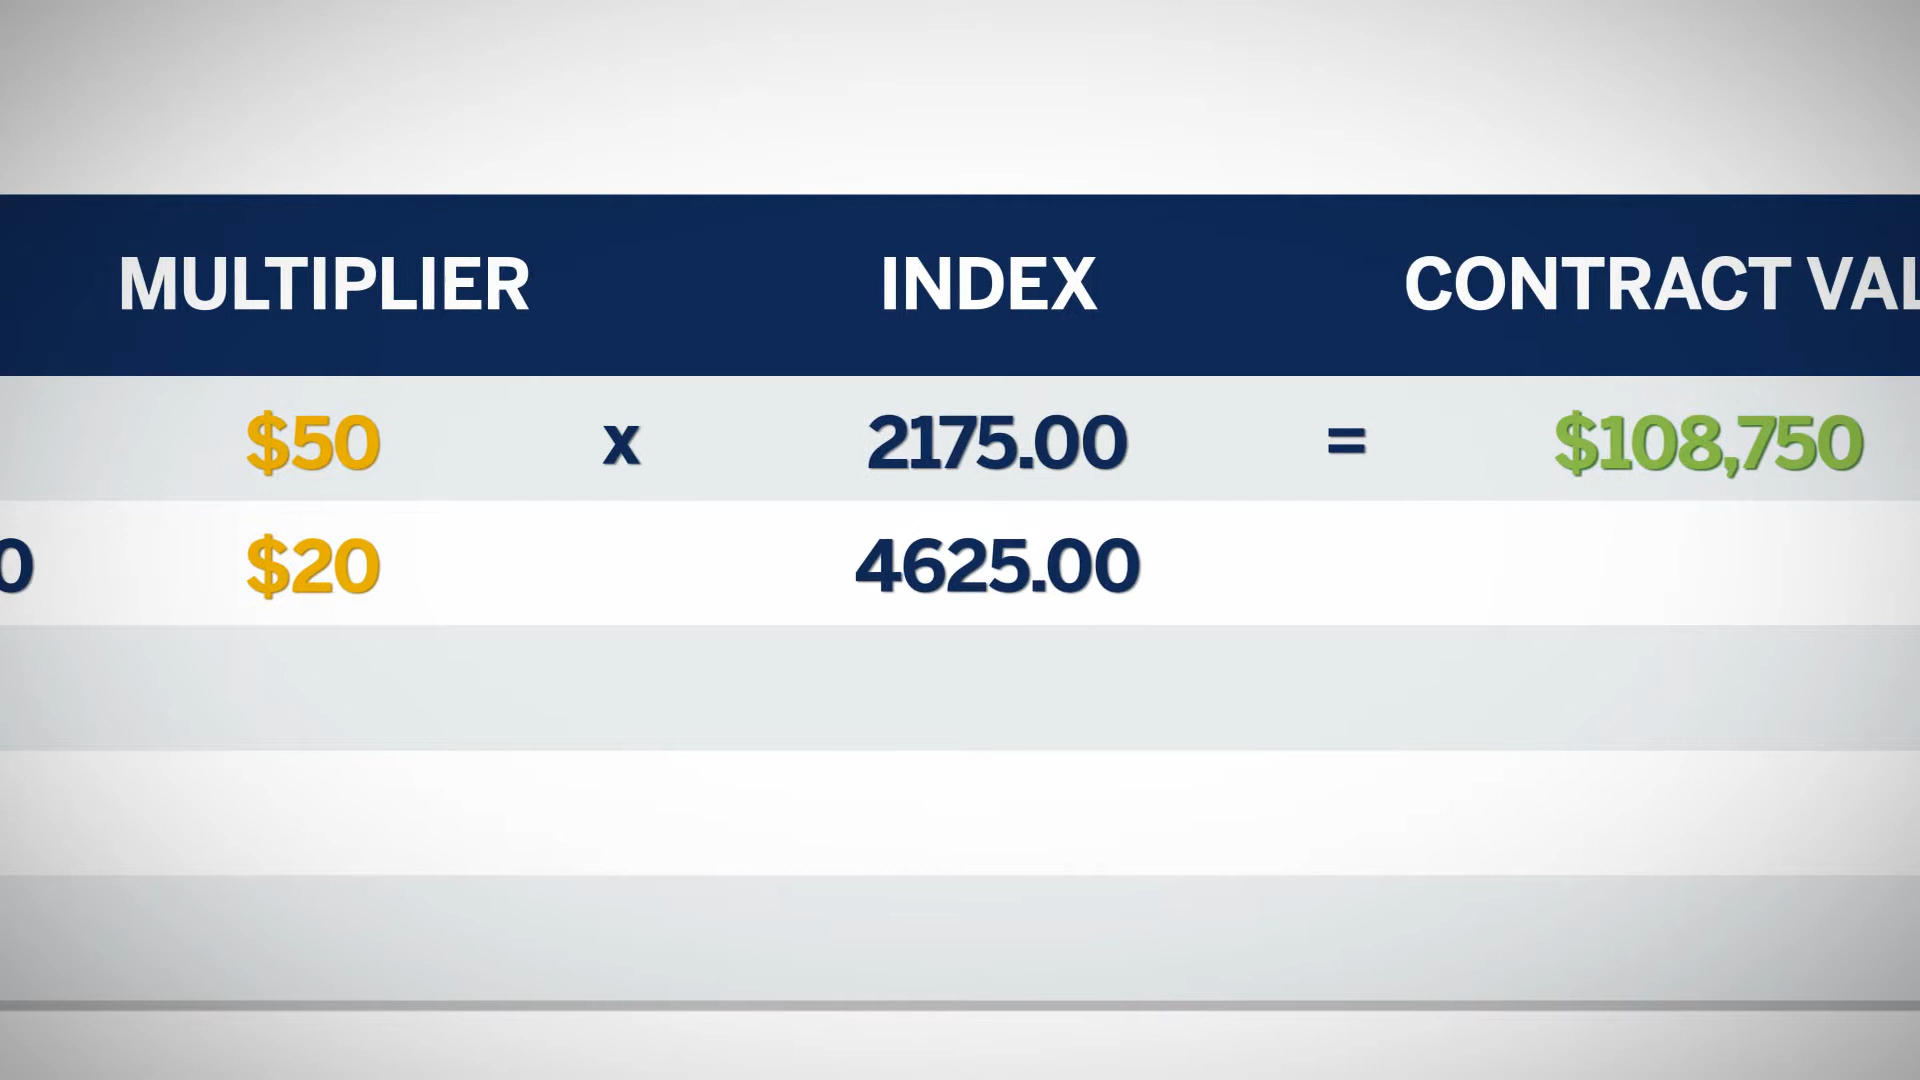 MULTIPLIER INDEX CONTRACT VAL
$50 x 2175.00 = $108,750
0 $20 4625.00